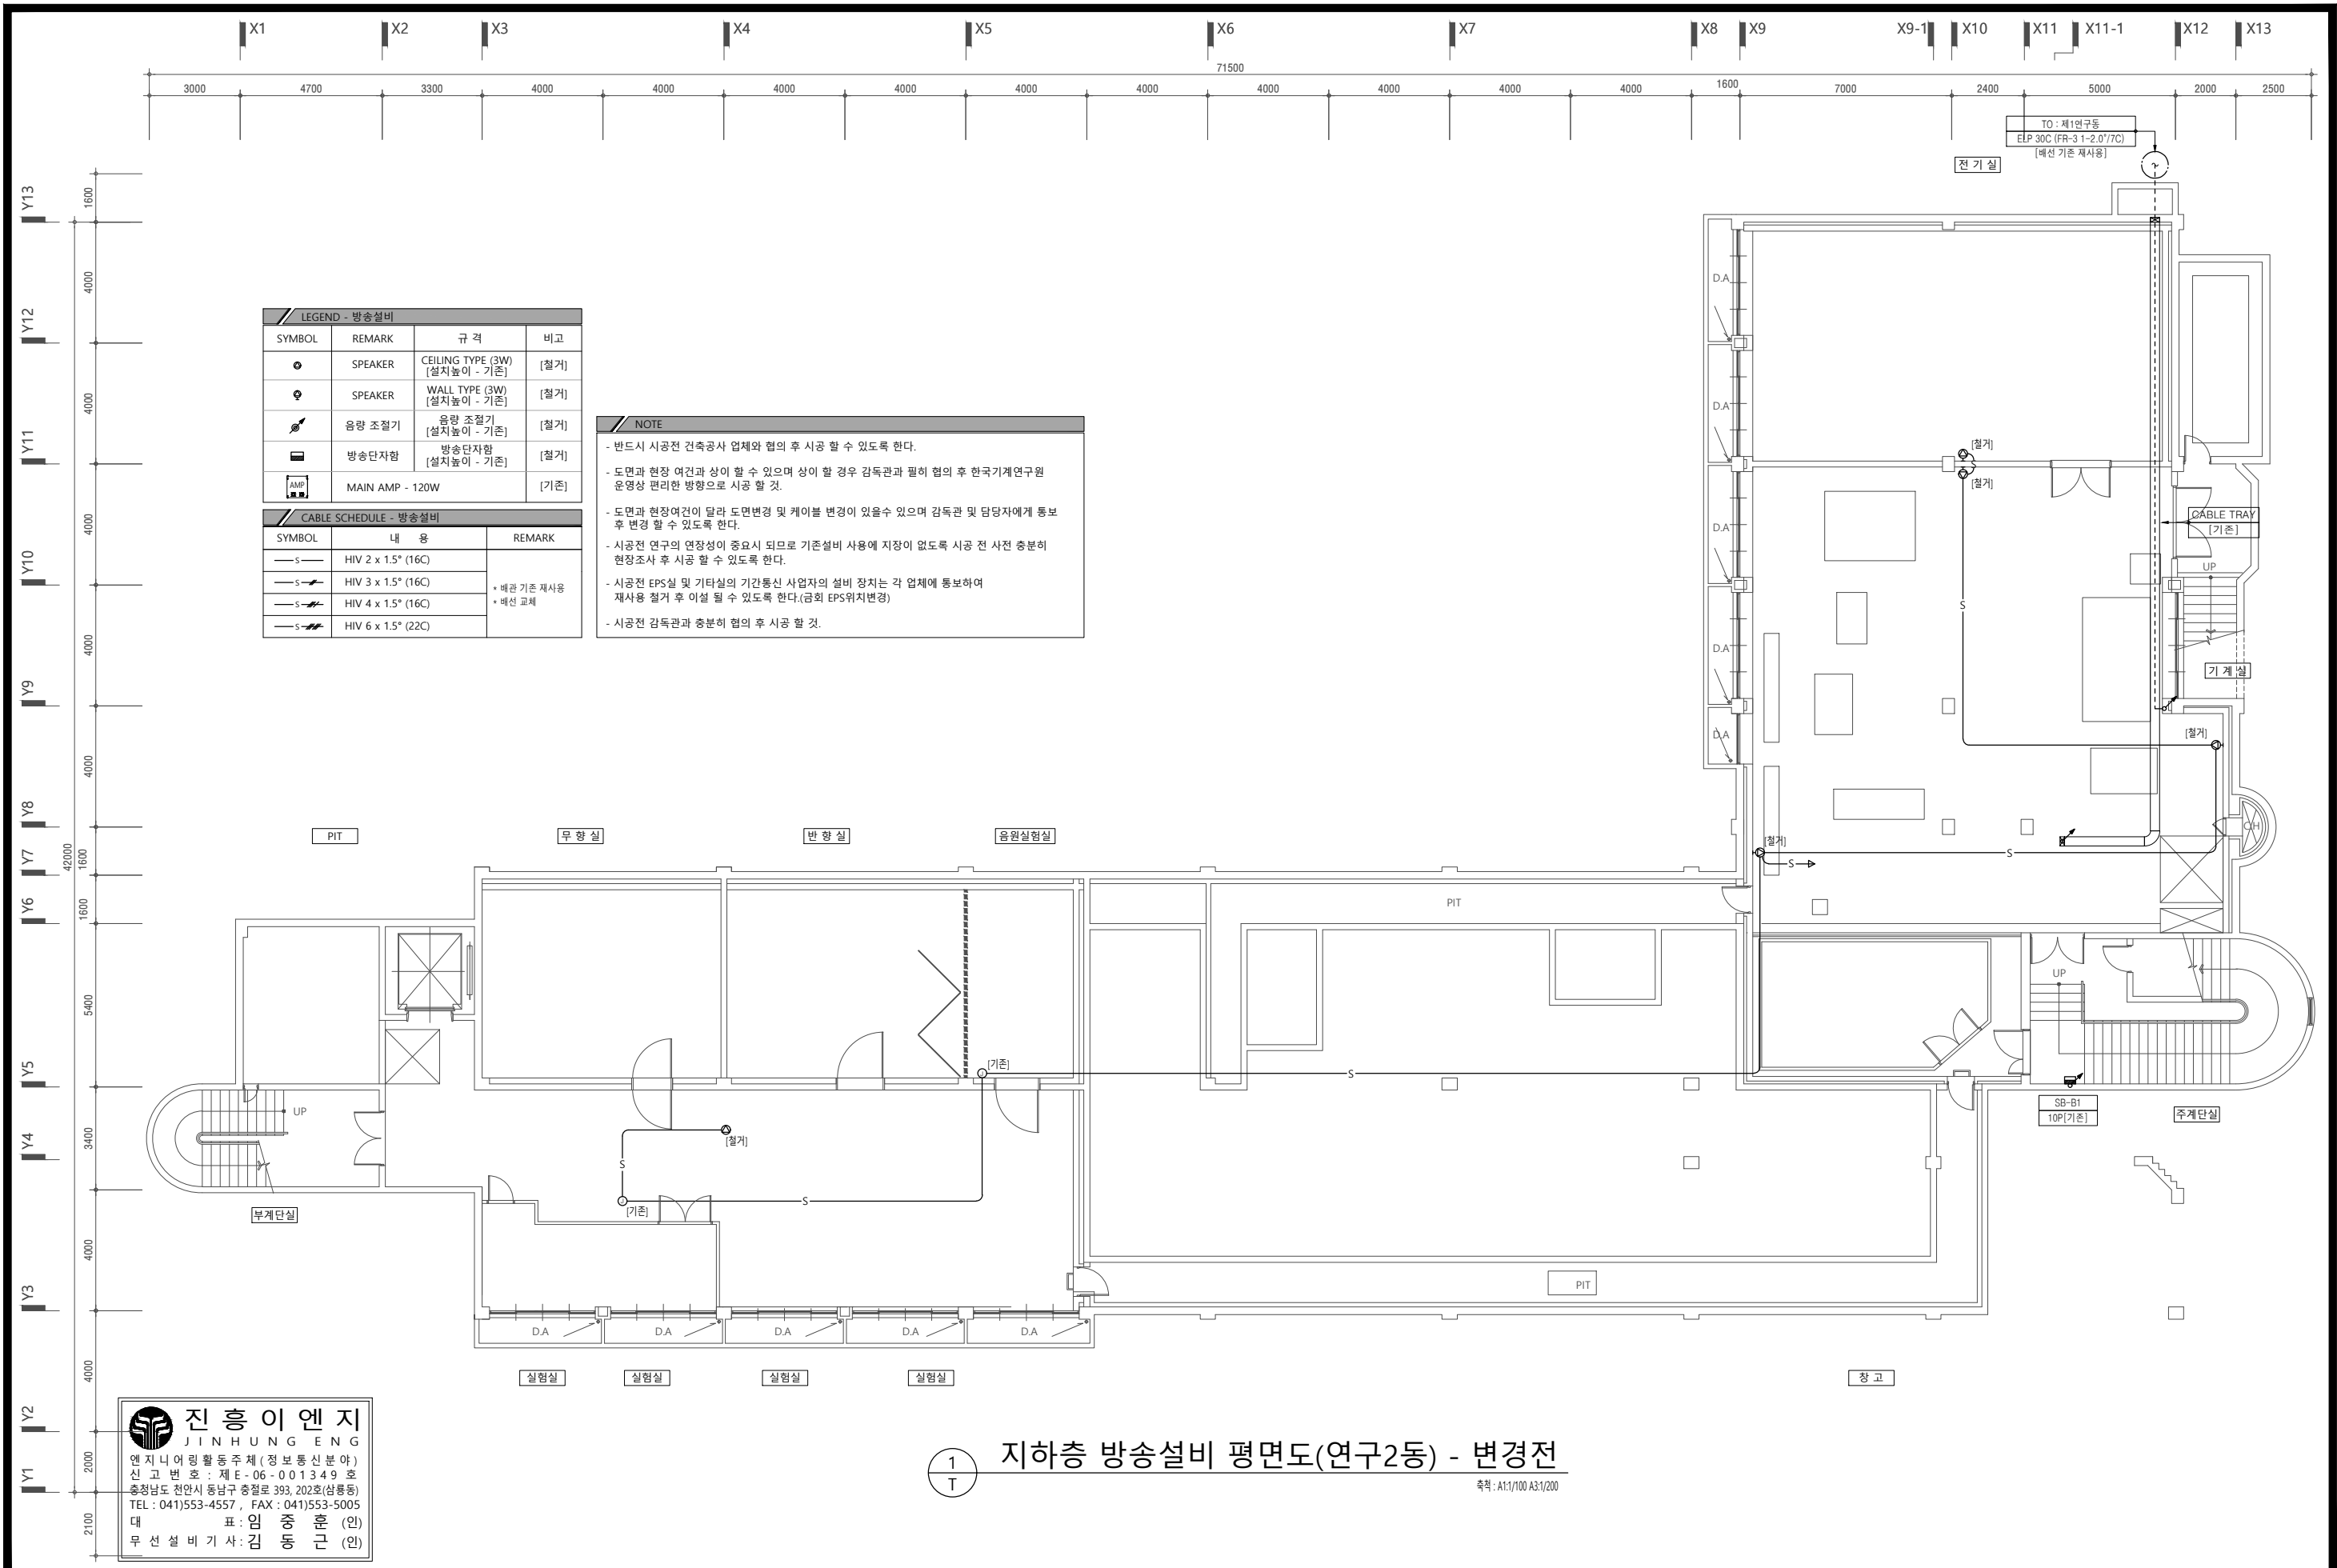 X1 X2 X3 X4 X5 X6 X7 X8 X9 X9-1 X10 X11 X11-1 X12 X13
71500
3000 4700 3300 4000 4000 4000 4000 4000 4000 4000 4000 4000 4000 1600 7000 2400 5000 2000 2500
TO : 제1연구동
ELP 30C (FR-3 1-2.0°/7C)
[배선 기존 재사용]
전 기 실
Y13
Y12
Y11
Y10
Y9
Y8
Y7
Y6
Y5
Y4
Y3
Y2
Y1
42000
1600
4000
4000
4000
4000
4000
1600
1600
5400
3400
4000
4000
2000
2100
LEGEND - 방송설비
SYMBOL REMARK 규 격 비고
SPEAKER CEILING TYPE (3W) [철거]
[설치높이 - 기존]
SPEAKER WALL TYPE (3W) [철거]
[설치높이 - 기존]
음량 조절기 음량 조절기 [철거]
[설치높이 - 기존]
방송단자함 방송단자함 [철거]
[설치높이 - 기존]
AMP MAIN AMP - 120W [기존]
CABLE SCHEDULE - 방송설비
SYMBOL 내 용 REMARK
S HIV 2 x 1.5° (16C)
S HIV 3 x 1.5° (16C)
* 배관 기존 재사용
* 배선 교체
S HIV 4 x 1.5° (16C)
S HIV 6 x 1.5° (22C)
NOTE
- 반드시 시공전 건축공사 업체와 협의 후 시공 할 수 있도록 한다.
- 도면과 현장 여건과 상이 할 수 있으며 상이 할 경우 감독관과 필히 협의 후 한국기계연구원
운영상 편리한 방향으로 시공 할 것.
- 도면과 현장여건이 달라 도면변경 및 케이블 변경이 있을수 있으며 감독관 및 담당자에게 통보
후 변경 할 수 있도록 한다.
- 시공전 연구의 연장성이 중요시 되므로 기존설비 사용에 지장이 없도록 시공 전 사전 충분히
현장조사 후 시공 할 수 있도록 한다.
- 시공전 EPS실 및 기타실의 기간통신 사업자의 설비 장치는 각 업체에 통보하여
재사용 철거 후 이설 될 수 있도록 한다.(금회 EPS위치변경)
- 시공전 감독관과 충분히 협의 후 시공 할 것.
D.A
D.A
D.A
D.A
D.A
[철거]
[철거]
CABLE TRAY
[기존]
UP
S
기 계 실
[철거]
[철거]
S
S
O.H
PIT
무 향 실
반 향 실
음원실험실
PIT
UP
[기존]
S
SB-B1
10P[기존]
주계단실
UP
[철거]
S
[기존]
S
부계단실
PIT
D.A D.A D.A D.A D.A
실험실 실험실 실험실 실험실
창 고
진흥이엔지
JINHUNG ENG
엔지니어링활동주체(정보통신분야)
신 고 번 호 : 제 E - 06 - 001349 호
충청남도 천안시 동남구 충절로 393, 202호(삼룡동)
TEL : 041)553-4557 , FAX : 041)553-5005
대 표 : 임 중 훈 (인)
무 선 설 비 기 사 : 김 동 근 (인)
1
T
지하층 방송설비 평면도(연구2동) - 변경전
축척 : A1:1/100 A3:1/200